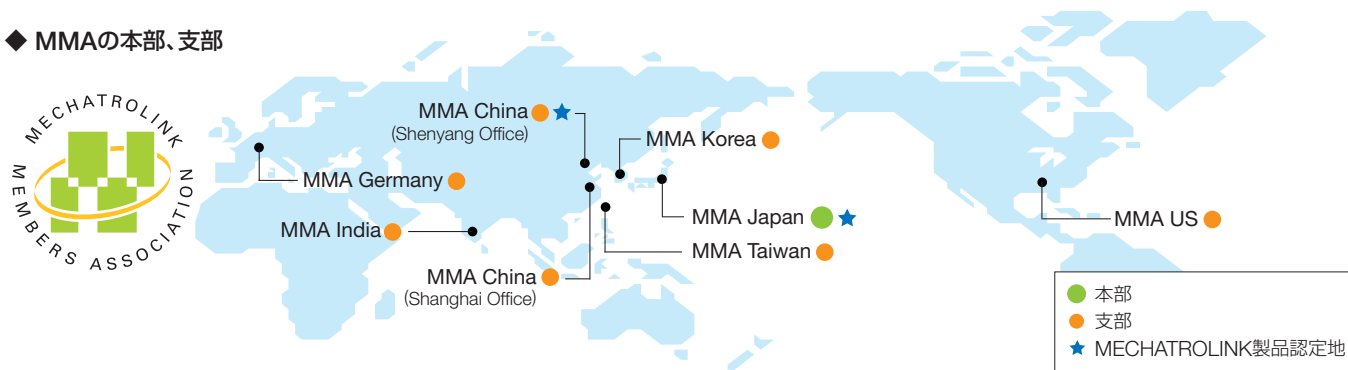 ◆ MMAの本部、支部
MECHATROLINK
MEMBERS ASSOCIATION
MMA China
(Shenyang Office)
MMA Korea
MMA Germany
MMA Japan
MMA US
MMA India
MMA Taiwan
MMA China
(Shanghai Office)
本部
支部
MECHATROLINK製品認定地